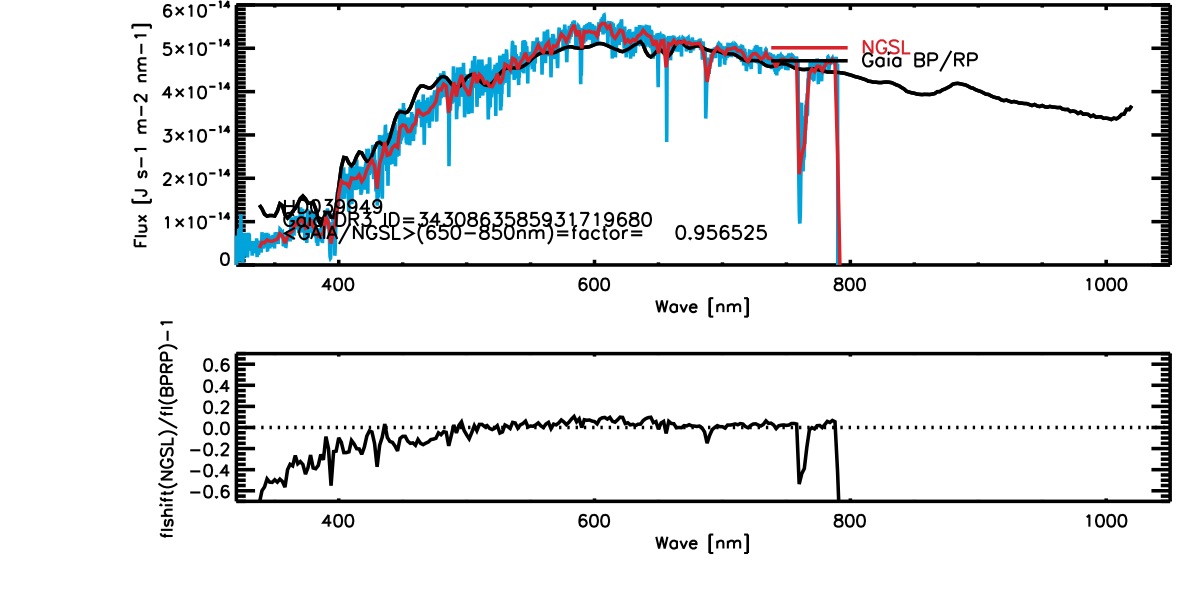 6×10-14
5×10-14
4×10-14
3×10-14
2×10-14
1×10-14
0
Flux [J s-1 m-2 nm-1]
NGSL
Gaia BP/RP
HD039949
Gaia DR3 ID=3430863585931719680
<GAIA/NGSL>(650-850nm)=factor= 0.956525
400 600 800 1000
Wave [nm]
flshift(NGSL)/fl(BPRP)-1
0.6
0.4
0.2
0.0
-0.2
-0.4
-0.6
400 600 800 1000
Wave [nm]